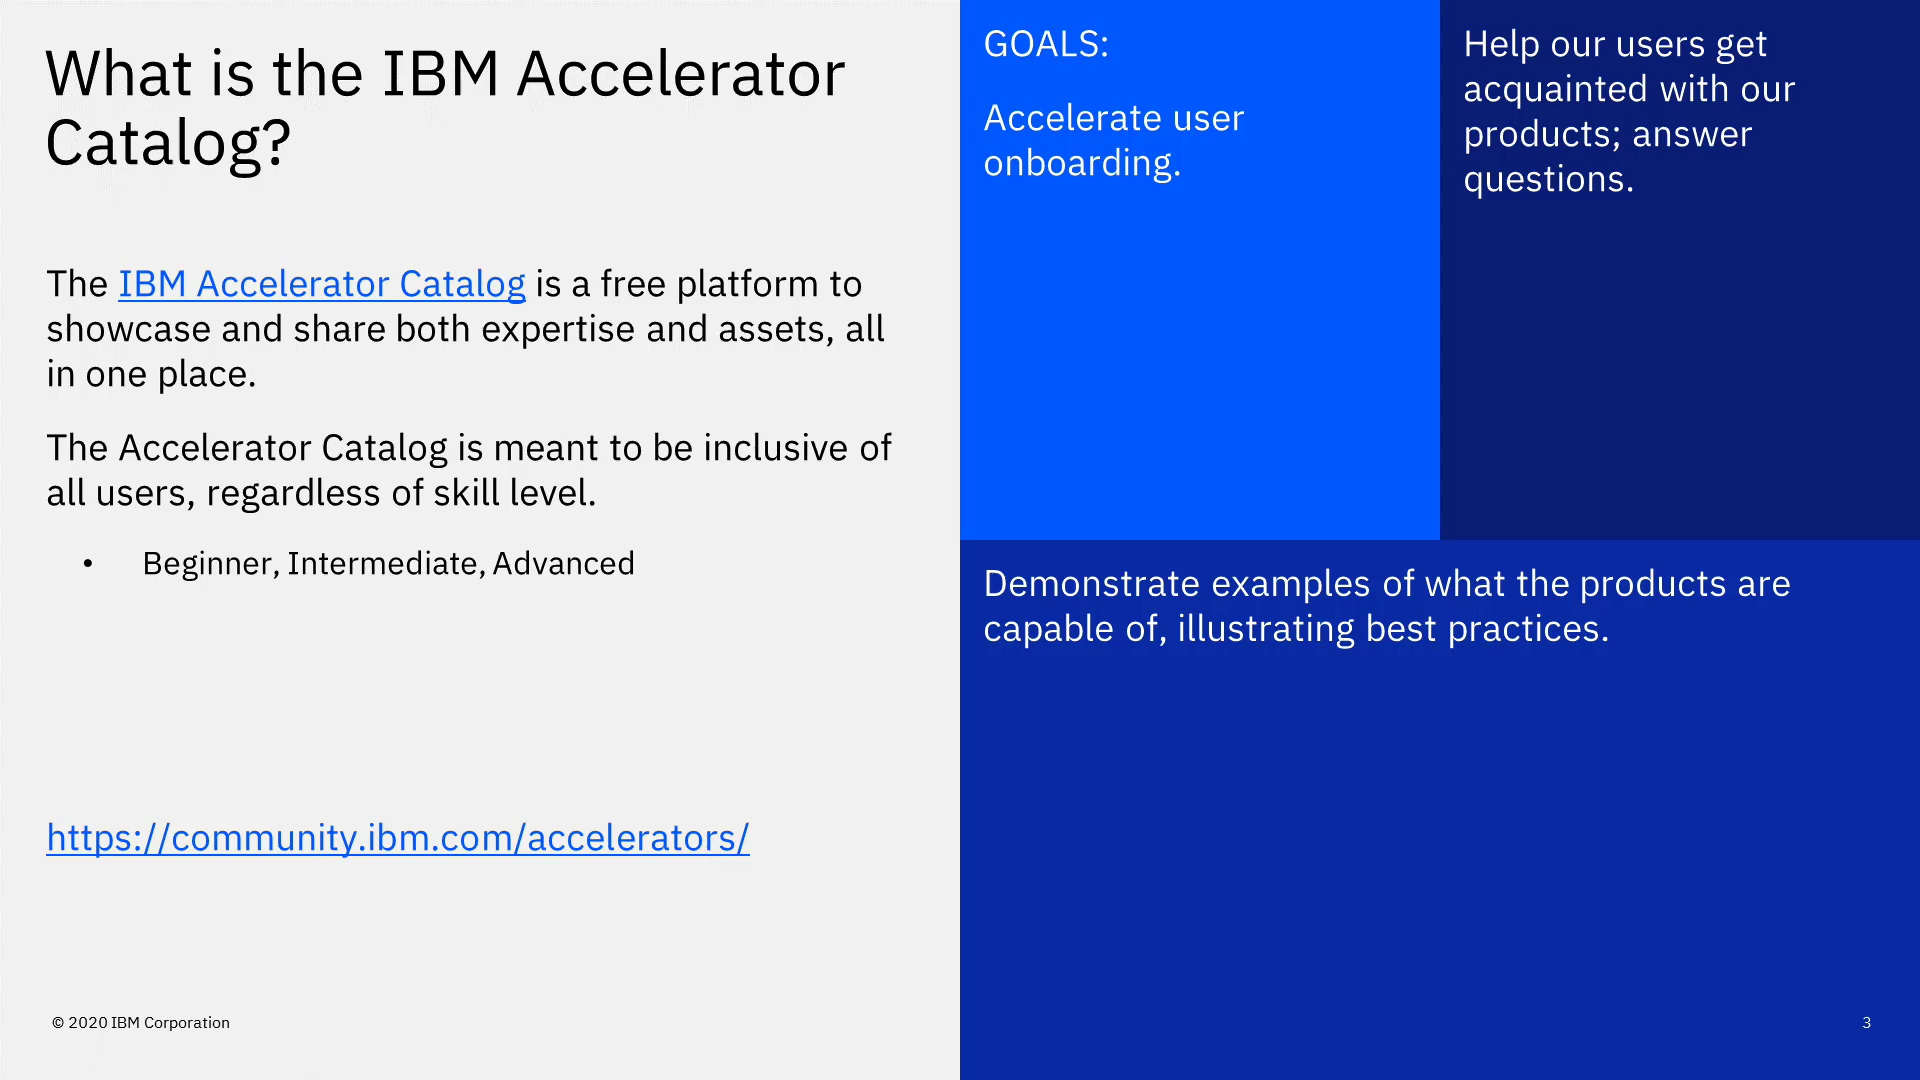 What is the IBM Accelerator
Catalog?
The IBM Accelerator Catalog is a free platform to
showcase and share both expertise and assets, all
in one place.
The Accelerator Catalog is meant to be inclusive of
all users, regardless of skill level.
• Beginner, Intermediate, Advanced
https://community.ibm.com/accelerators/
© 2020 IBM Corporation
GOALS:
Accelerate user
onboarding.
Help our users get
acquainted with our
products; answer
questions.
Demonstrate examples of what the products are
capable of, illustrating best practices.
3